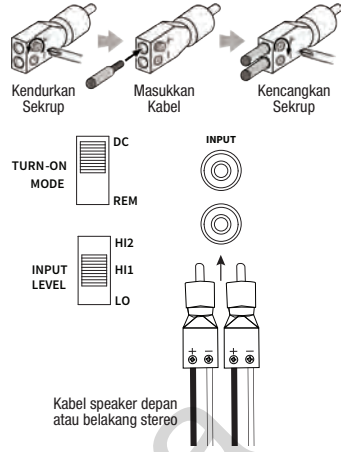 Kendurkan
Sekrup
Masukkan
Kabel
Kencangkan
Sekrup
TURN-ON
MODE
DC
REM
INPUT
LEVEL
HI2
HI1
LO
INPUT
+ − + −
Kabel speaker depan
atau belakang stereo